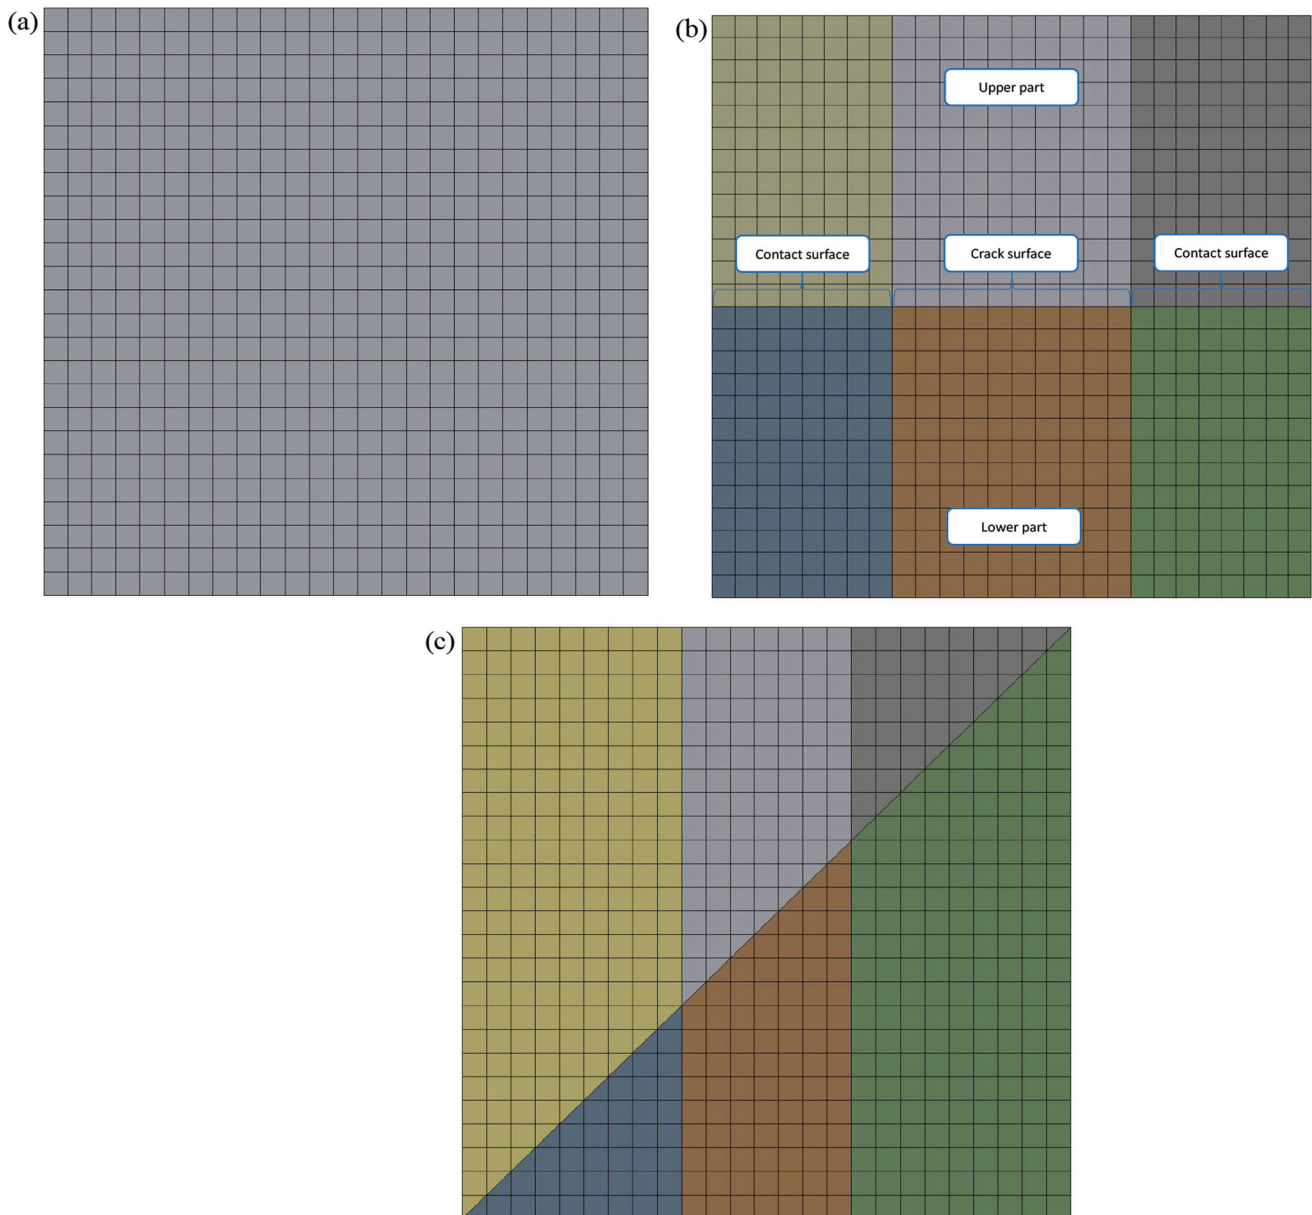 (a)
(b)
Upper part
Contact surface
Crack surface
Contact surface
Lower part
(c)